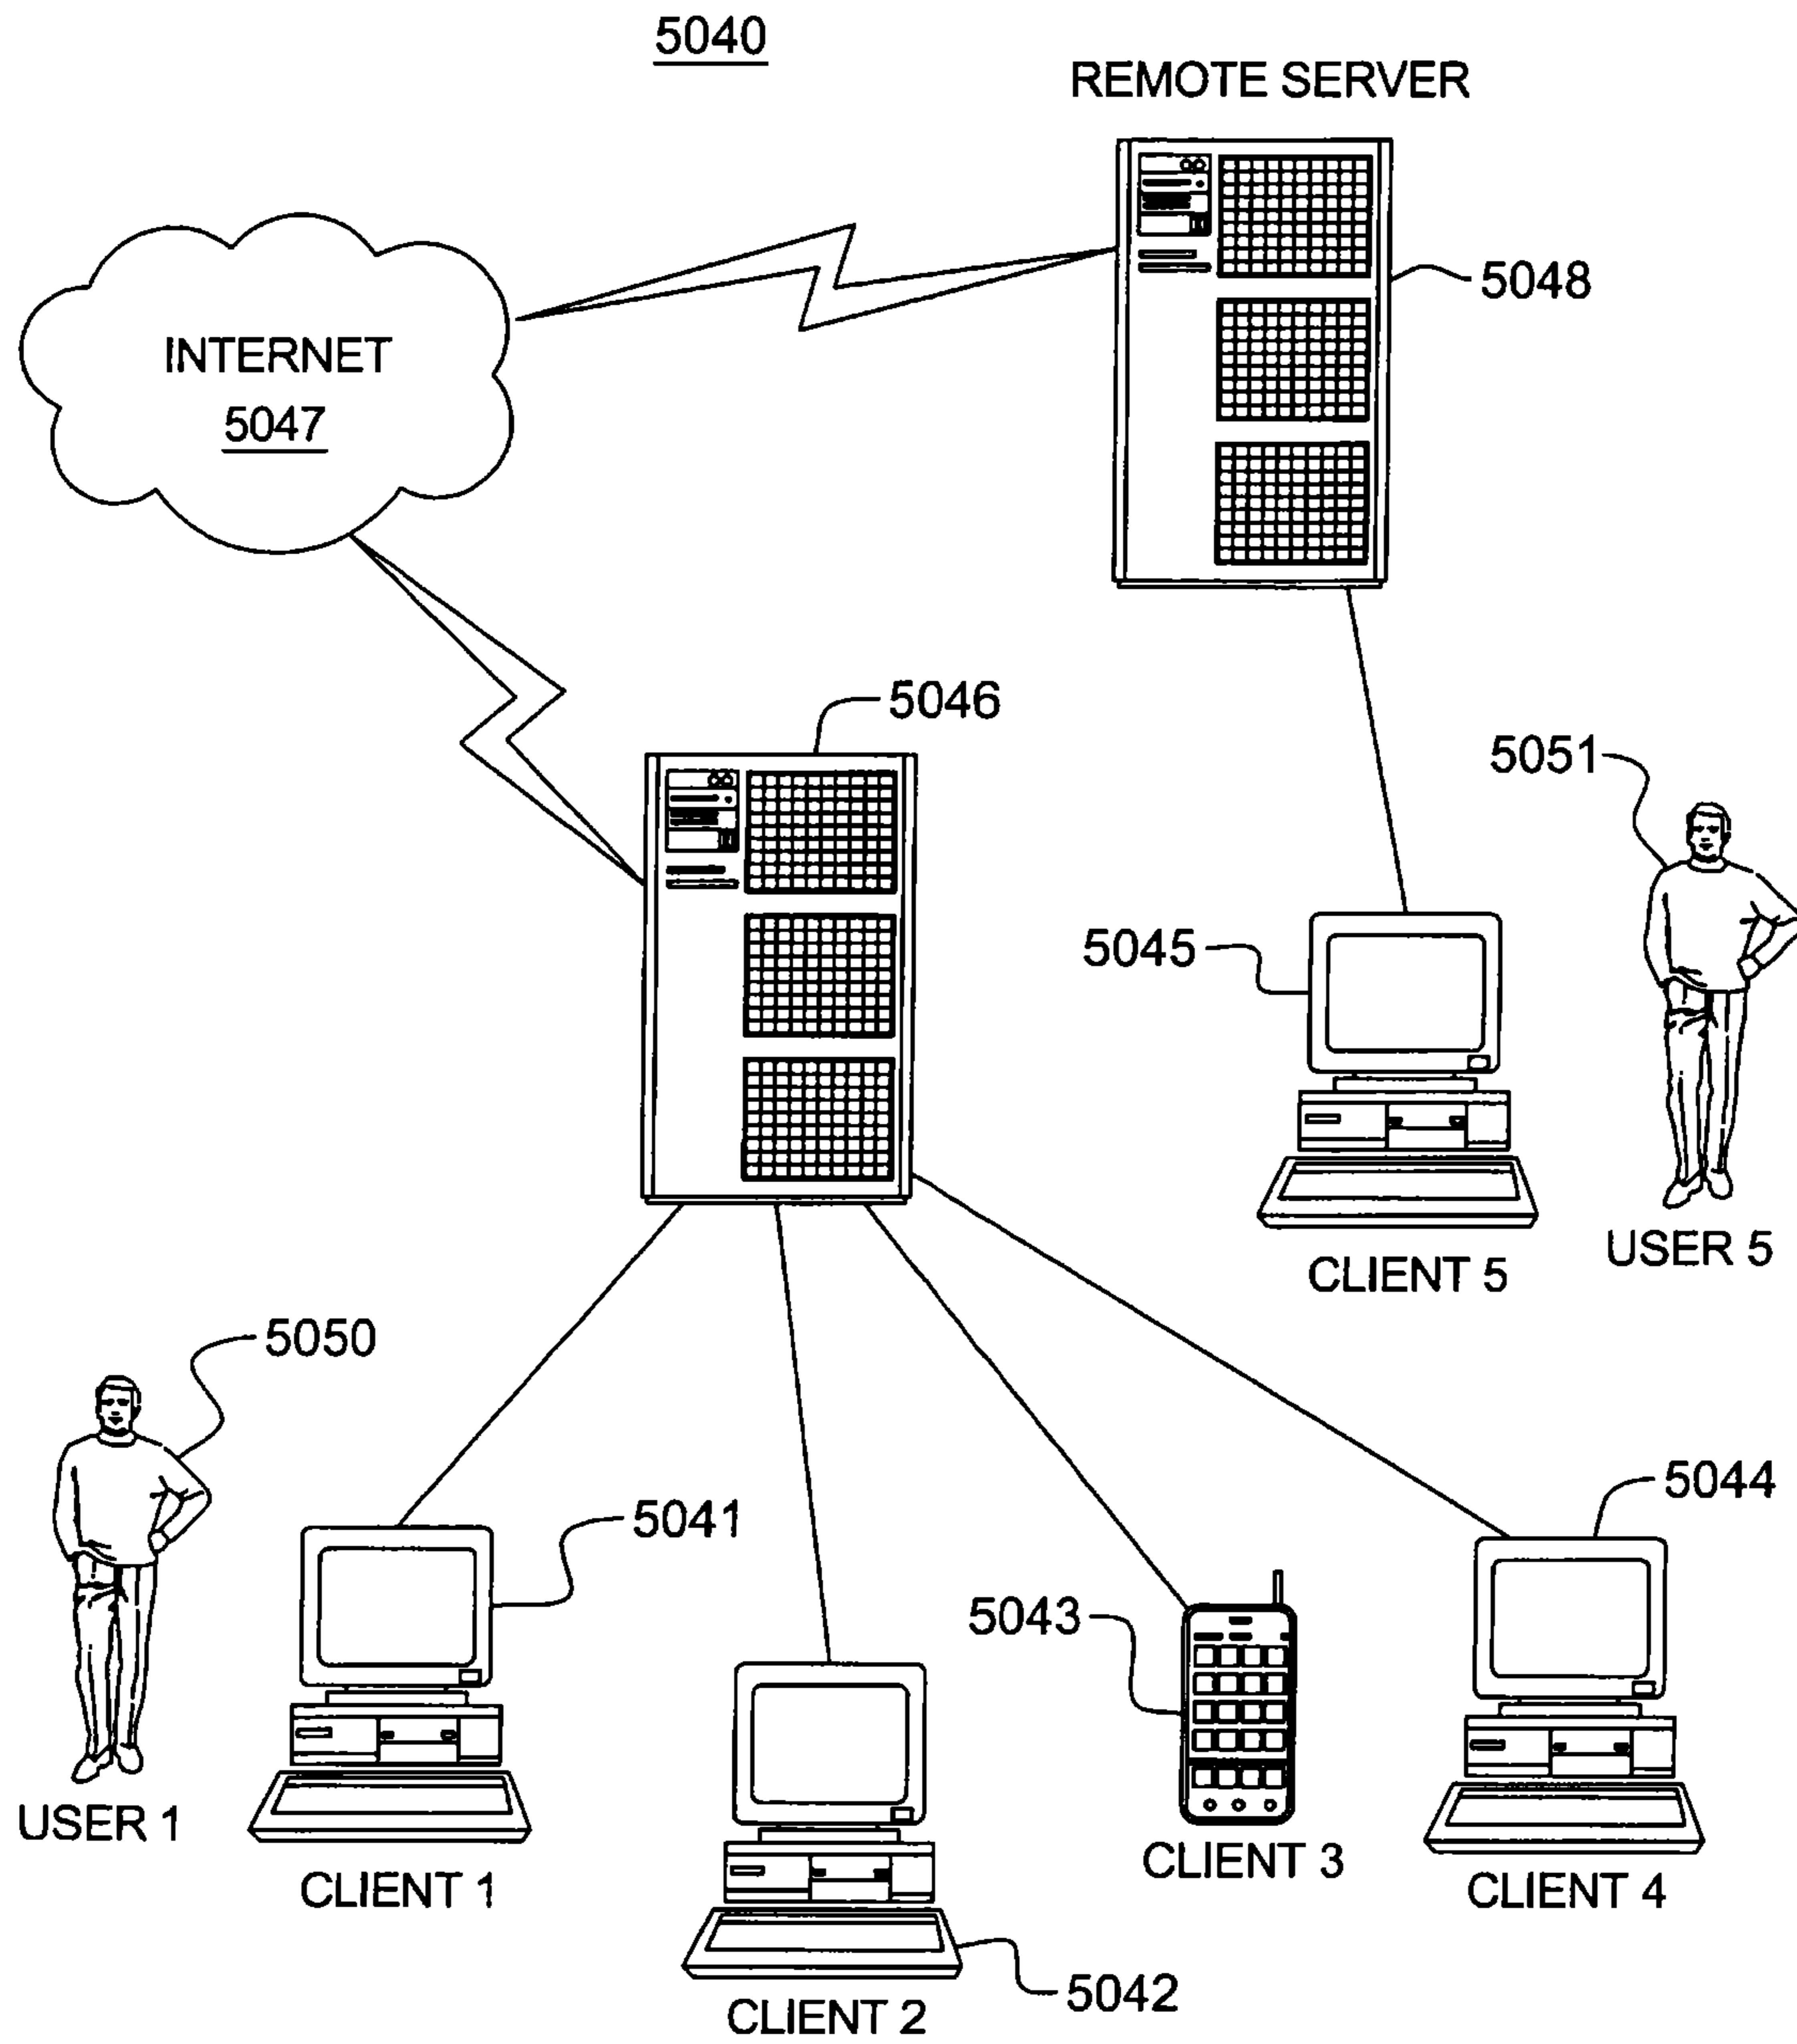 5040
REMOTE SERVER
5048
INTERNET
5047
5046
5051
5045
USER 5
CLIENT 5
5050
5041
5044
5043
USER 1
CLIENT 1
CLIENT 3
CLIENT 4
5042
CLIENT 2